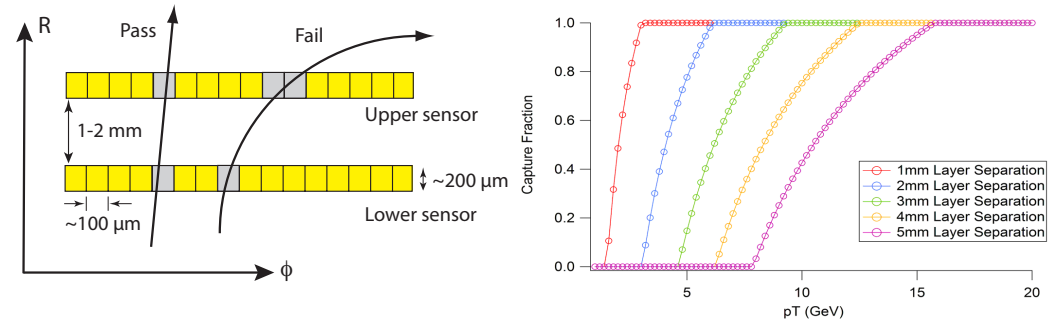 R
Pass
Fail
Upper sensor
1-2 mm
~200 μm
Lower sensor
~100 μm
ϕ
Capture Fraction
1.0
0.8
0.6
0.4
0.2
0.0
5
10
15
20
pT (GeV)
1mm Layer Separation
2mm Layer Separation
3mm Layer Separation
4mm Layer Separation
5mm Layer Separation